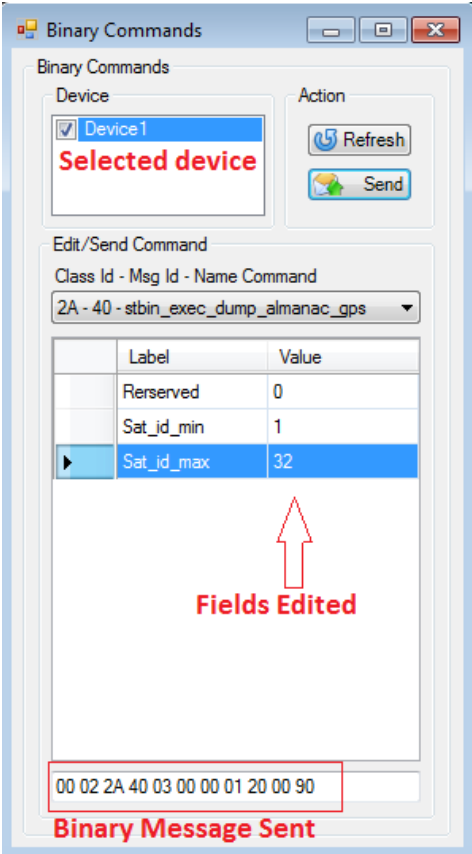 Binary Commands
Binary Commands
Device
Action
Device1
Refresh
Selected device
Send
Edit/Send Command
Class Id - Msg Id - Name Command
2A - 40 - stbin_exec_dump_almanac_gps
Label Value
Rerserved 0
Sat_id_min 1
Sat_id_max 32
Fields Edited
00 02 2A 40 03 00 00 01 20 00 90
Binary Message Sent